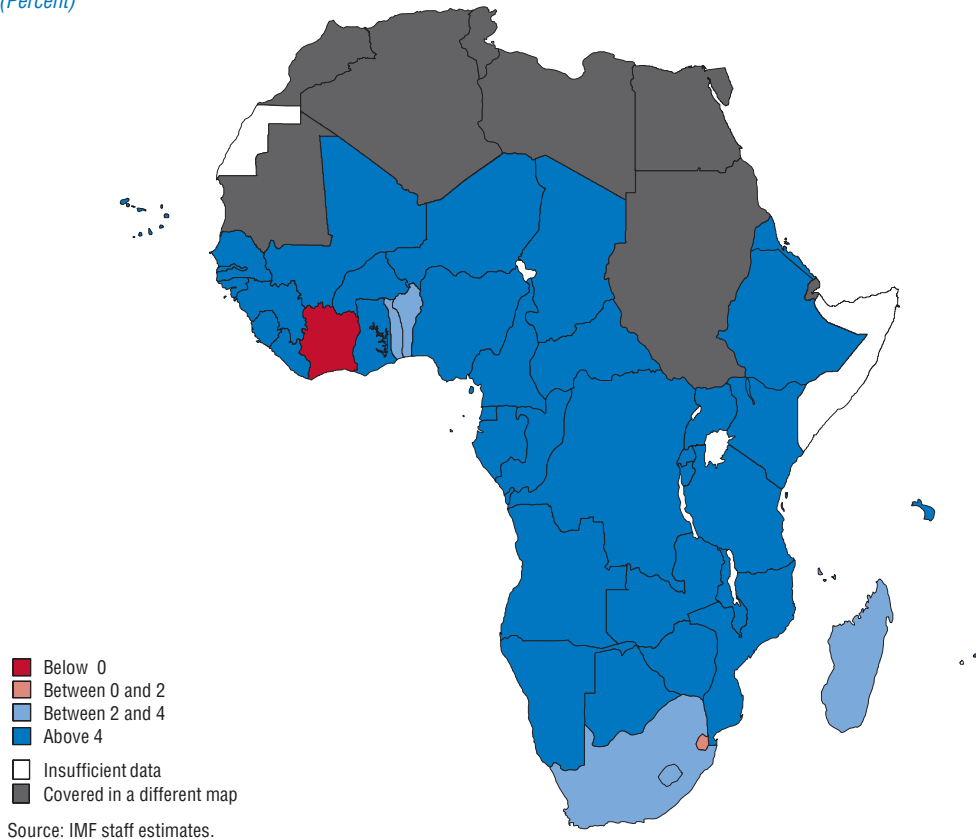 (Percent)
Below 0
Between 0 and 2
Between 2 and 4
Above 4
Insufficient data
Covered in a different map
Source: IMF staff estimates.